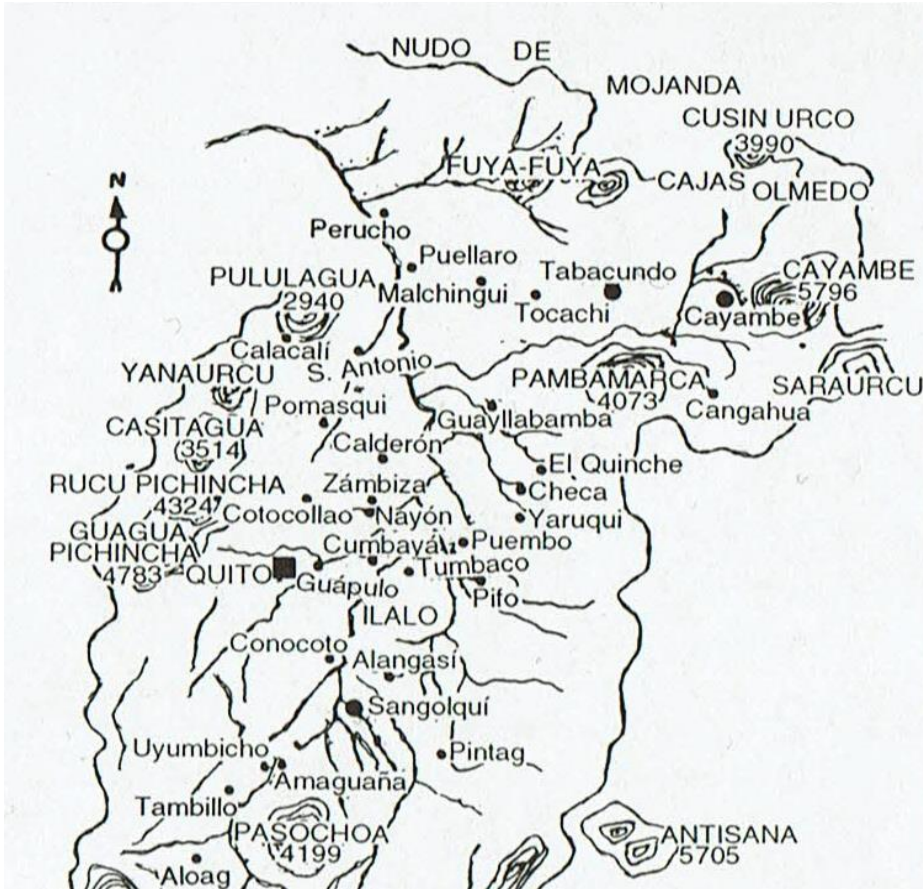 NUDO DE
MOJANDA
CUSIN URCO
3990
FUYA-FUYA
CAJAS
OLMEDO
N
Perucho
Puellaro
PULULAGUA
2940
Malchingui
Tabacundo
Tocachi
CAYAMBE
5796
Cayambe
Calacalí
S. Antonio
YANAURCU
PAMBAMARCA
4073
SARAURCU
Cangahua
Pomasqui
Guayllabamba
CASITAGUA
3514
Calderón
El Quinche
RUCU PICHINCHA
4324
Zámbiza
Checa
Cotocollao
Nayón
Yaruqui
GUAGUA
PICHINCHA
4783
QUITO
Cumbayá
Puembo
Guápulo
Tumbaco
Pifo
ILALO
Conocoto
Alangasí
Sangolquí
Uyumbicho
Pintag
Amaguaña
Tambillo
PASOCHOA
4199
ANTISANA
5705
Aloag